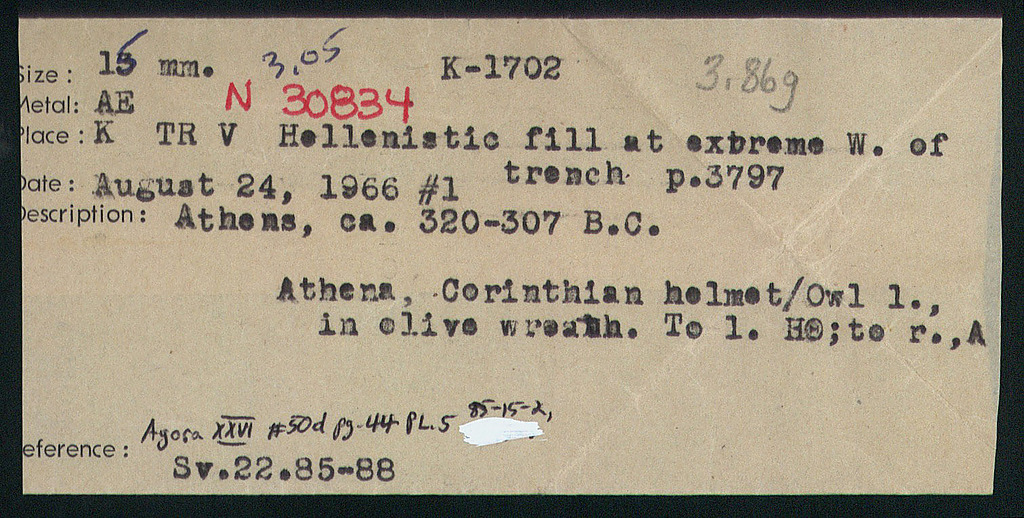 Size: 15 mm. 3.05 K-1702 3.86g
Metal: AE N 30834
Place: K TR V Hellenistic fill at extreme W. of
trench p.3797
Date: August 24, 1966 #1
Description: Athens, ca. 320-307 B.C.
Athena, Corinthian helmet/Owl l.,
in olive wreath. To l. HΘ;to r.,A
Agora XXVI #50d pg.44 PL.5 85-15-2,
eference:
Sv.22.85-88